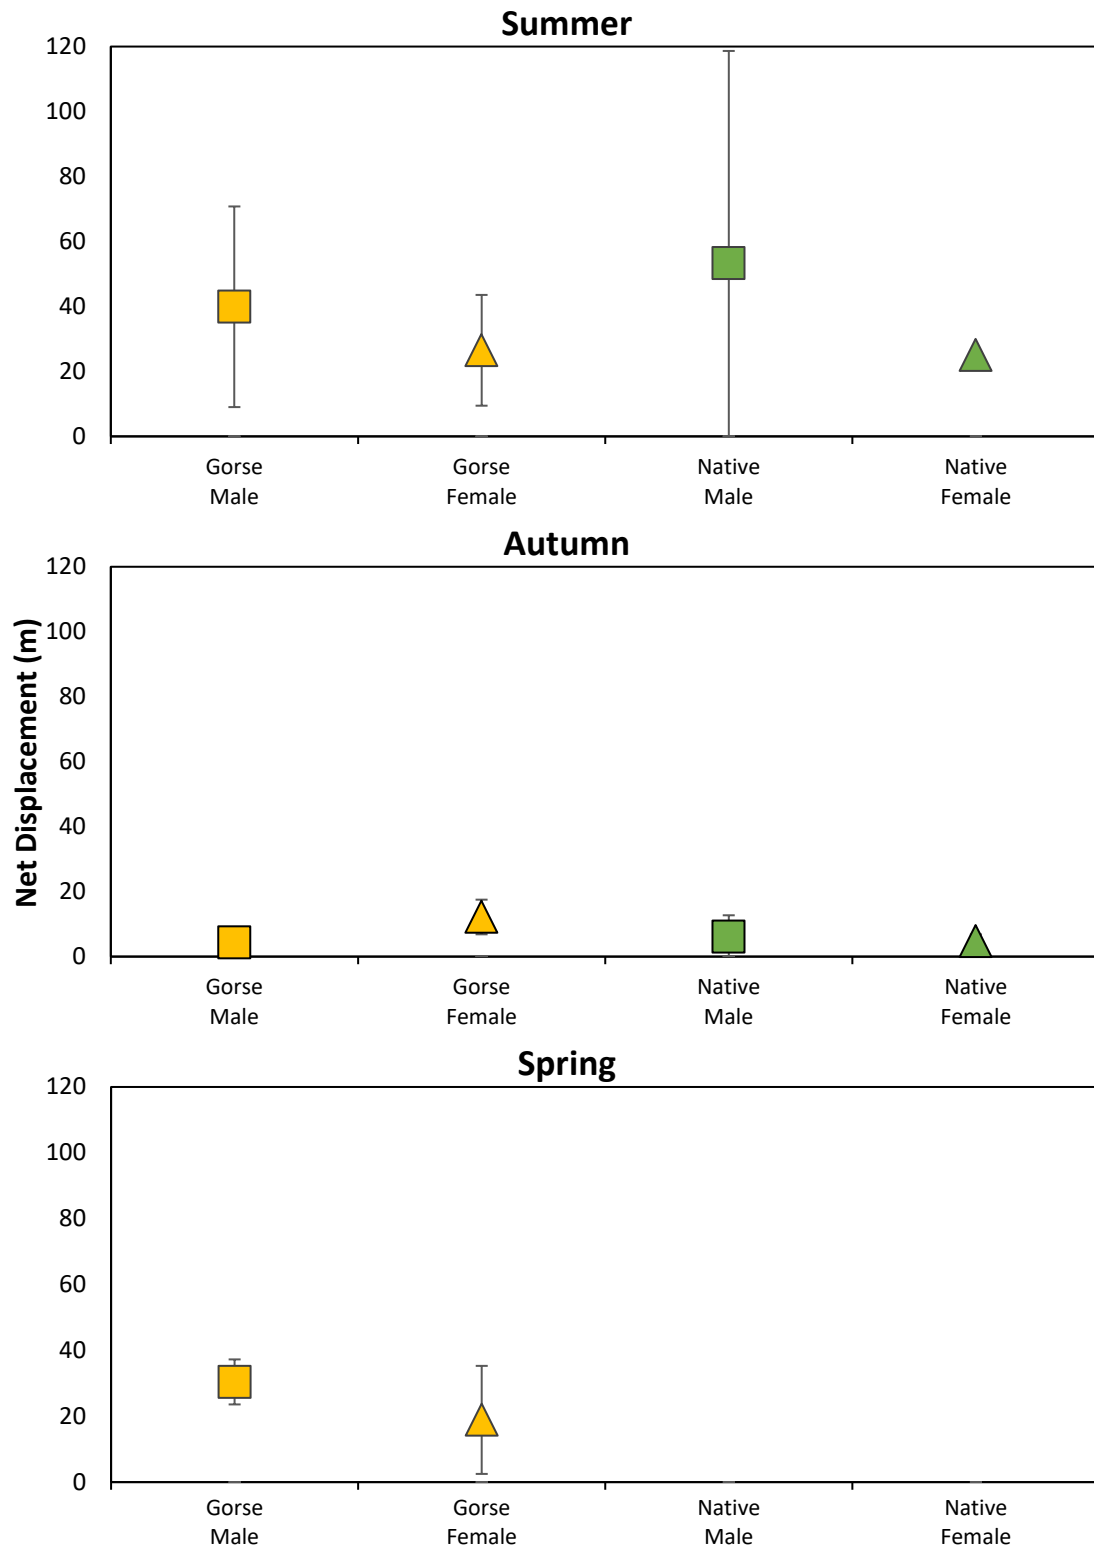 Summer
120
100
80
60
40
20
0
Gorse Male
Gorse Female
Native Male
Native Female
Net Displacement (m)
Autumn
120
100
80
60
40
20
0
Gorse Male
Gorse Female
Native Male
Native Female
Spring
120
100
80
60
40
20
0
Gorse Male
Gorse Female
Native Male
Native Female